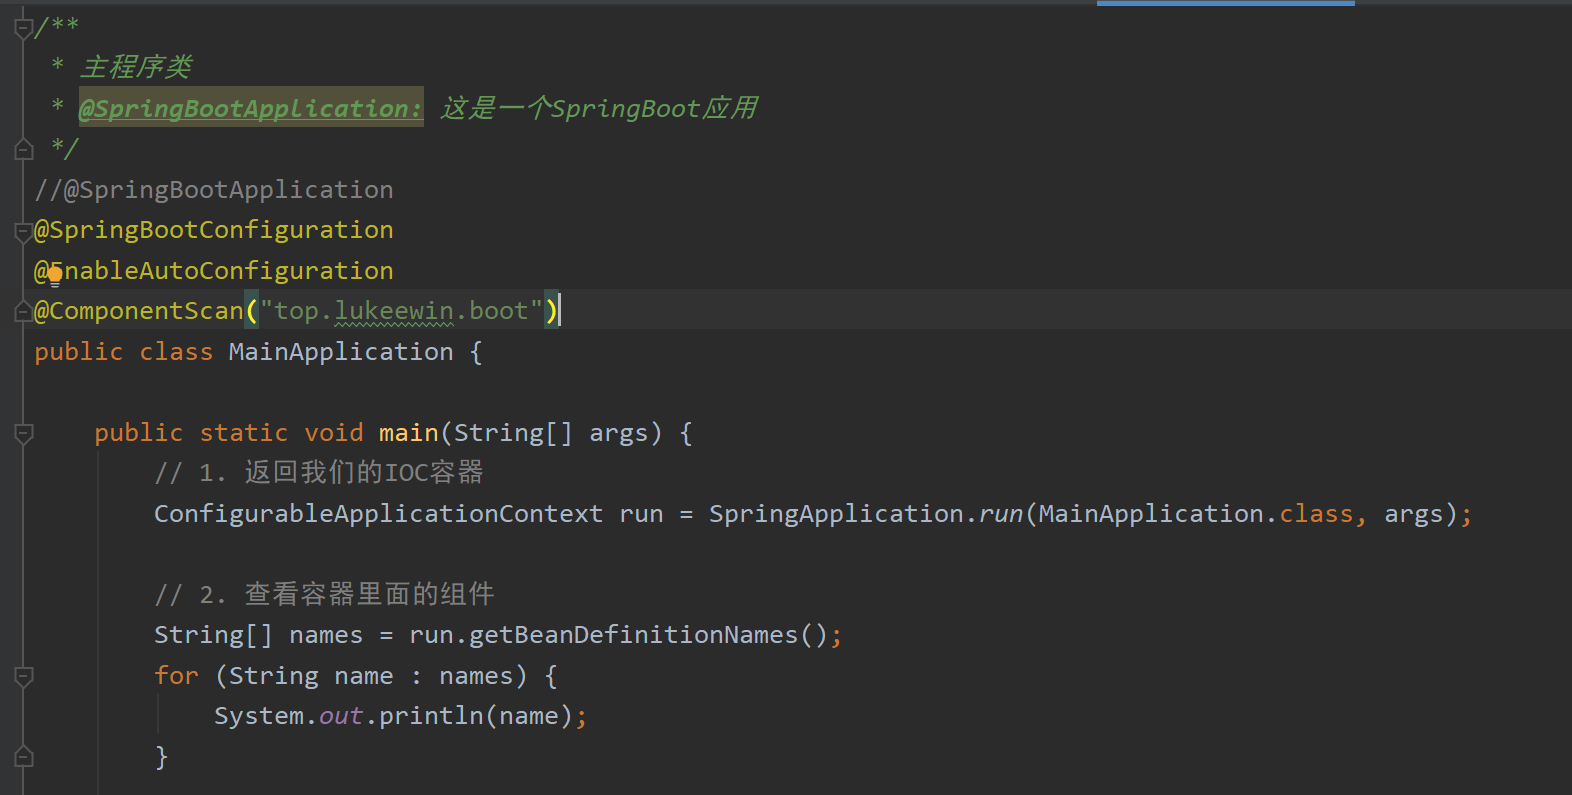 /**
 * 主程序类
 * @SpringBootApplication: 这是一个SpringBoot应用
 */
//@SpringBootApplication
@SpringBootConfiguration
@EnableAutoConfiguration
@ComponentScan("top.lukeewin.boot")
public class MainApplication {
    public static void main(String[] args) {
        // 1. 返回我们的IOC容器
        ConfigurableApplicationContext run = SpringApplication.run(MainApplication.class, args);
        // 2. 查看容器里面的组件
        String[] names = run.getBeanDefinitionNames();
        for (String name : names) {
            System.out.println(name);
        }